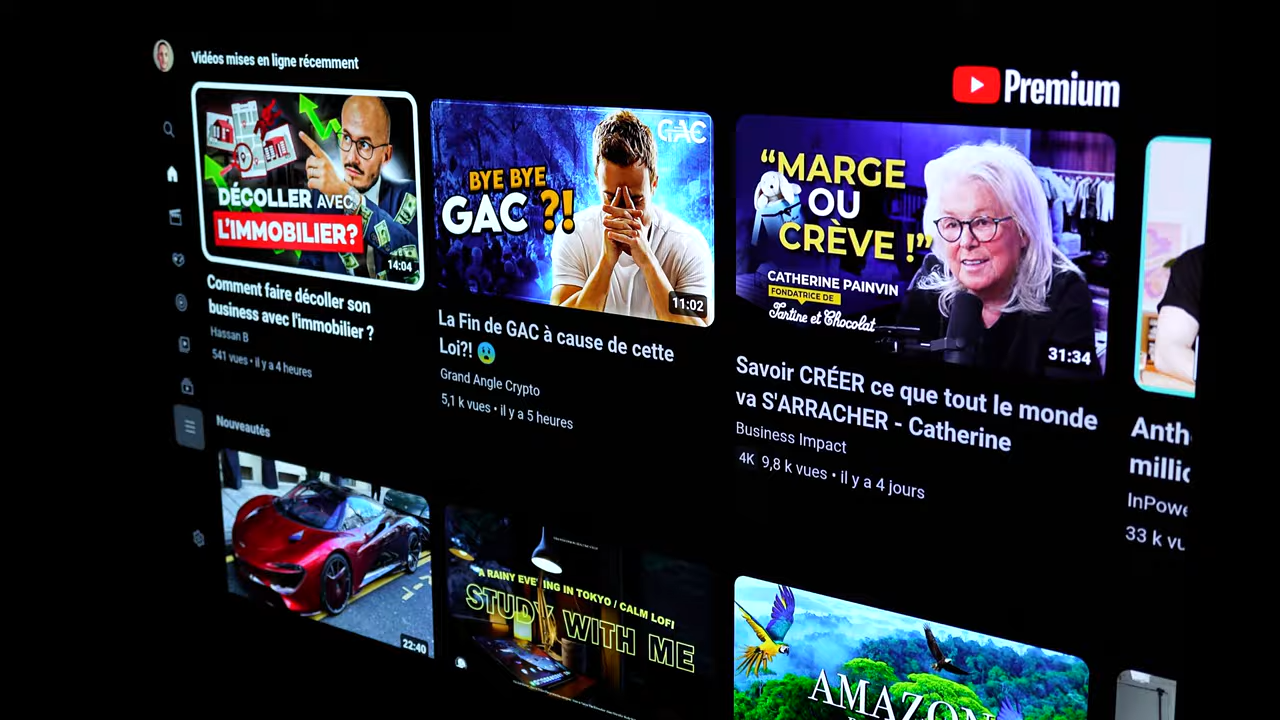 Vidéos mises en ligne récemment
Premium
DÉCOLLER AVEC
L'IMMOBILIER?
14:04
Comment faire décoller son
business avec l'immobilier ?
Hassan B
541 vues • il y a 4 heures
GAC
BYE BYE
GAC ?!
11:02
La Fin de GAC à cause de cette
Loi?! 😰
Grand Angle Crypto
5,1 k vues • il y a 5 heures
“MARGE
OU
CRÈVE !”
CATHERINE PAINVIN
FONDATRICE DE
Tartine et Chocolat
31:34
Savoir CRÉER ce que tout le monde
va S'ARRACHER - Catherine
Business Impact
4K 9,8 k vues • il y a 4 jours
Anth
millic
InPowe
33 k vu
Nouveautés
22:40
A RAINY EVENING IN TOKYO / CALM LOFI
STUDY WITH ME
AMAZON